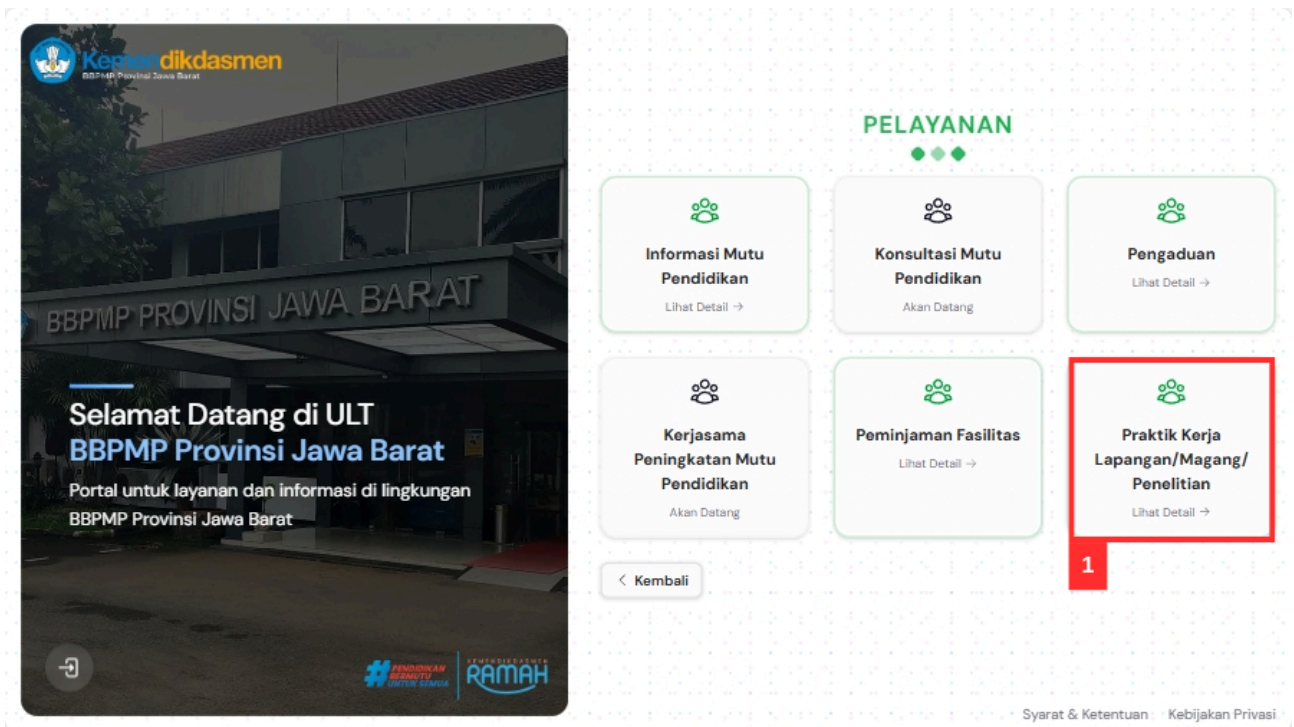 Kemendikdasmen
BBPMP Provinsi Jawa Barat
BBPMP PROVINSI JAWA BARAT
Selamat Datang di ULT
BBPMP Provinsi Jawa Barat
Portal untuk layanan dan informasi di lingkungan
BBPMP Provinsi Jawa Barat
#PENDIDIKAN
BERMUTU
UNTUK SEMUA
KEMENDIKDASMEN
RAMAH
PELAYANAN
Informasi Mutu
Pendidikan
Lihat Detail →
Konsultasi Mutu
Pendidikan
Akan Datang
Pengaduan
Lihat Detail →
Kerjasama
Peningkatan Mutu
Pendidikan
Akan Datang
Peminjaman Fasilitas
Lihat Detail →
Praktik Kerja
Lapangan/Magang/
Penelitian
Lihat Detail →
1
< Kembali
Syarat & Ketentuan
Kebijakan Privasi